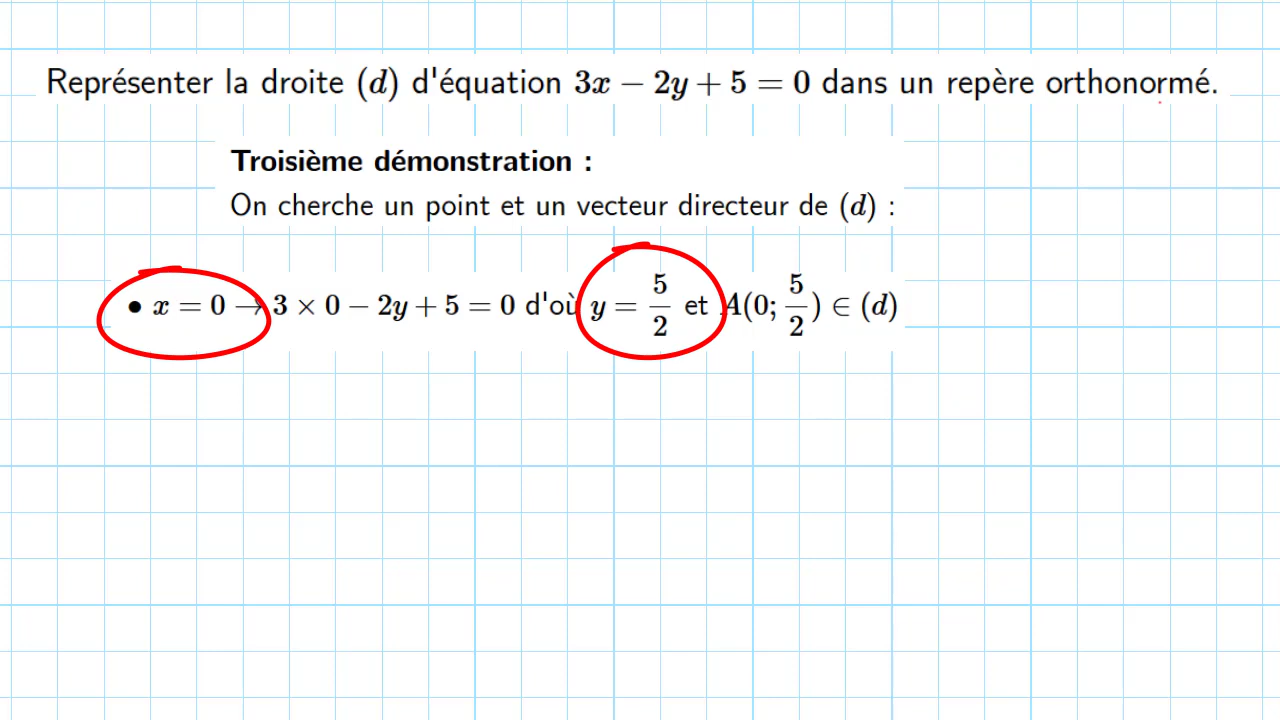 Représenter la droite (d) d'équation 3x − 2y + 5 = 0 dans un repère orthonormé.
Troisième démonstration :
On cherche un point et un vecteur directeur de (d) :
• x = 0 → 3 × 0 − 2y + 5 = 0 d'où y = 5/2 et A(0; 5/2) ∈ (d)